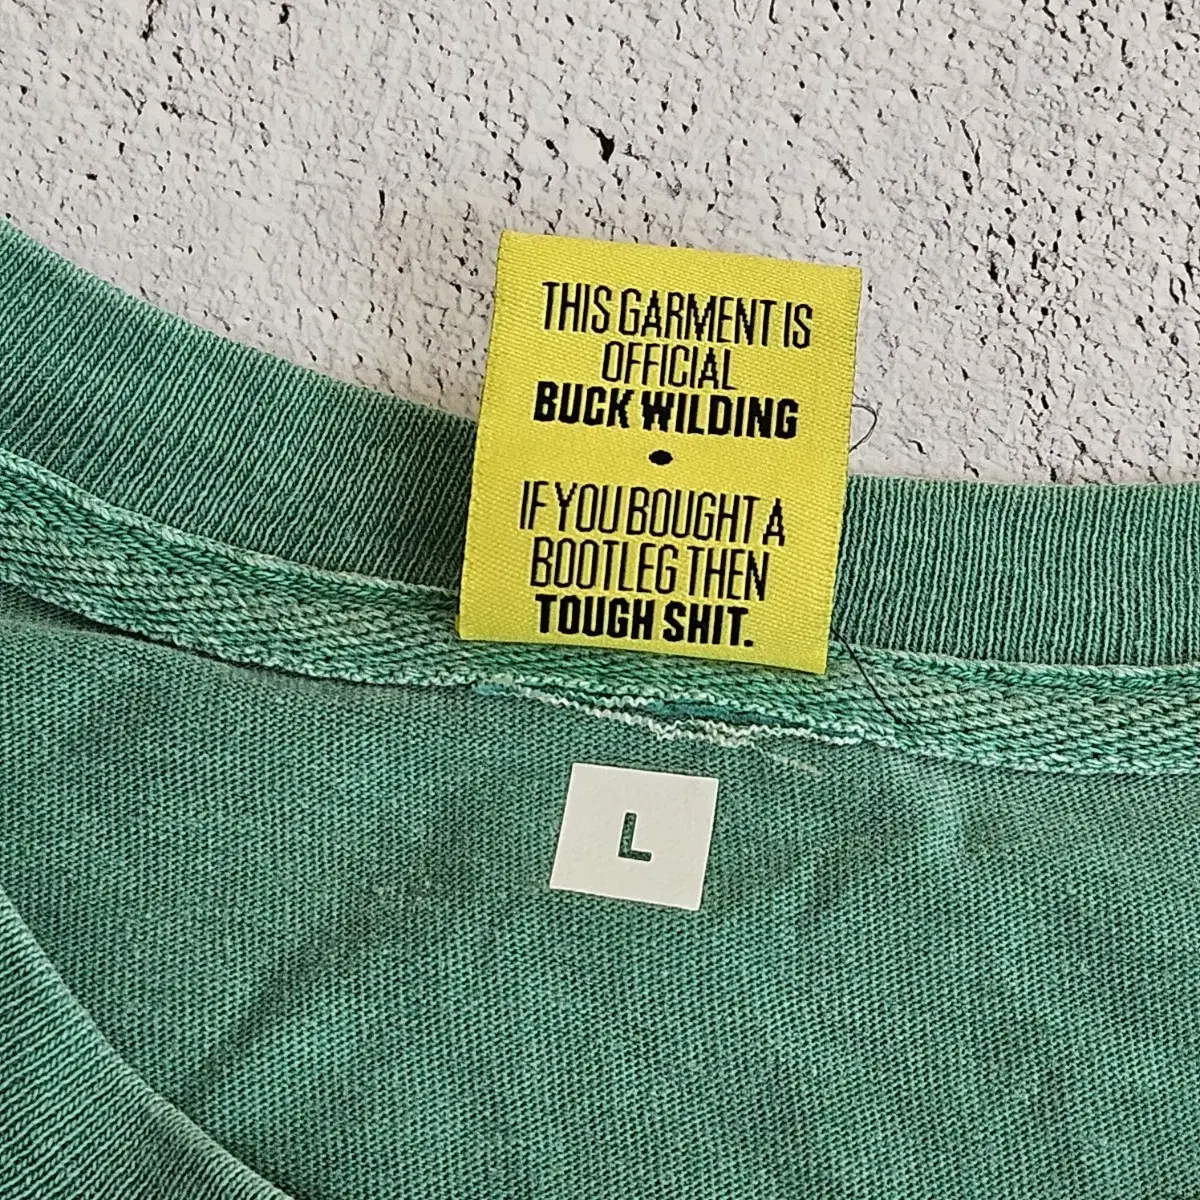 THIS GARMENT IS
OFFICIAL
BUCK WILDING
•
IF YOU BOUGHT A
BOOTLEG THEN
TOUGH SHIT.
L